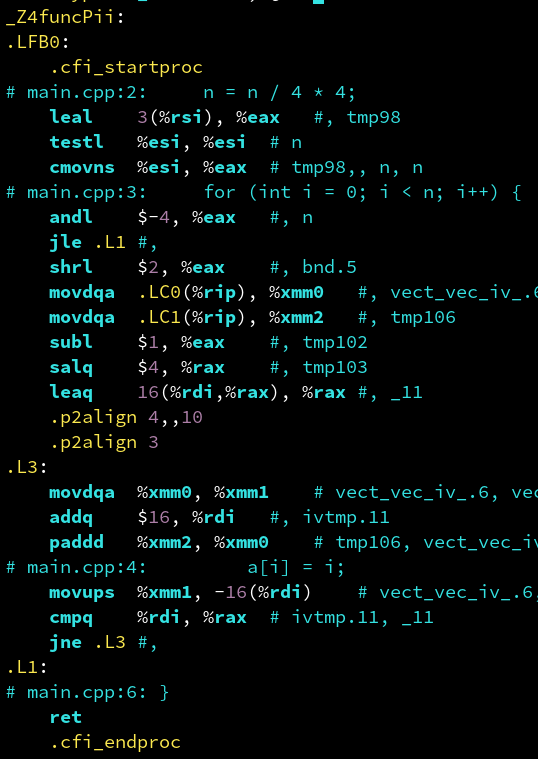 _Z4funcPii:
.LFB0:
    .cfi_startproc
# main.cpp:2:     n = n / 4 * 4;
    leal    3(%rsi), %eax   #, tmp98
    testl   %esi, %esi  # n
    cmovns  %esi, %eax  # tmp98,, n, n
# main.cpp:3:     for (int i = 0; i < n; i++) {
    andl    $-4, %eax   #, n
    jle .L1 #,
    shrl    $2, %eax    #, bnd.5
    movdqa  .LC0(%rip), %xmm0   #, vect_vec_iv_.6
    movdqa  .LC1(%rip), %xmm2   #, tmp106
    subl    $1, %eax    #, tmp102
    salq    $4, %rax    #, tmp103
    leaq    16(%rdi,%rax), %rax #, _11
    .p2align 4,,10
    .p2align 3
.L3:
    movdqa  %xmm0, %xmm1    # vect_vec_iv_.6, vec
    addq    $16, %rdi   #, ivtmp.11
    paddd   %xmm2, %xmm0    # tmp106, vect_vec_iv
# main.cpp:4:         a[i] = i;
    movups  %xmm1, -16(%rdi)    # vect_vec_iv_.6,
    cmpq    %rdi, %rax  # ivtmp.11, _11
    jne .L3 #,
.L1:
# main.cpp:6: }
    ret
    .cfi_endproc